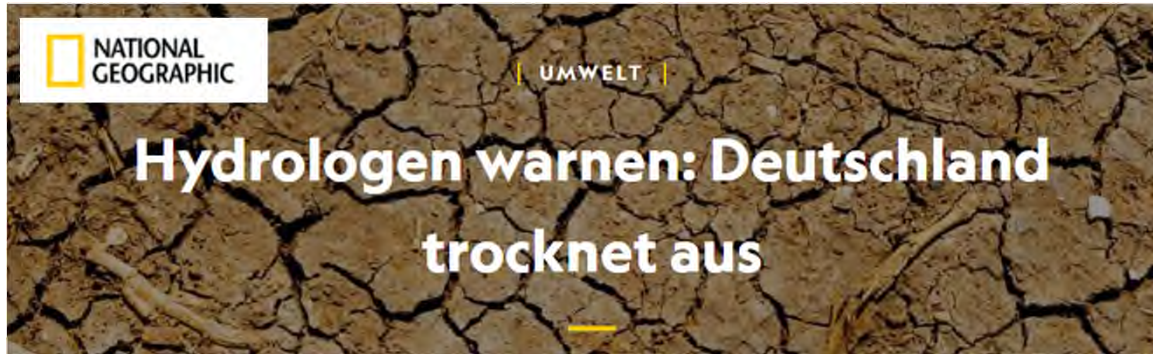 NATIONAL
GEOGRAPHIC
| UMWELT |
Hydrologen warnen: Deutschland
trocknet aus